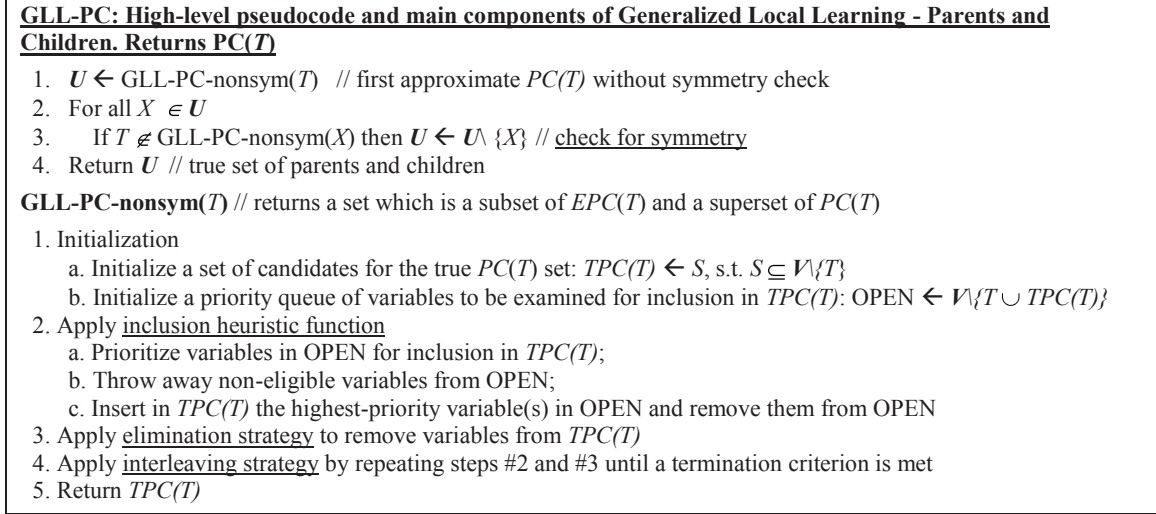 GLL-PC: High-level pseudocode and main components of Generalized Local Learning - Parents and
Children. Returns PC(T)
1. U ← GLL-PC-nonsym(T) // first approximate PC(T) without symmetry check
2. For all X ∈ U
3. If T ∉ GLL-PC-nonsym(X) then U ← U\ {X} // check for symmetry
4. Return U // true set of parents and children
GLL-PC-nonsym(T) // returns a set which is a subset of EPC(T) and a superset of PC(T)
1. Initialization
a. Initialize a set of candidates for the true PC(T) set: TPC(T) ← S, s.t. S ⊆ V\{T}
b. Initialize a priority queue of variables to be examined for inclusion in TPC(T): OPEN ← V\{T ∪ TPC(T)}
2. Apply inclusion heuristic function
a. Prioritize variables in OPEN for inclusion in TPC(T);
b. Throw away non-eligible variables from OPEN;
c. Insert in TPC(T) the highest-priority variable(s) in OPEN and remove them from OPEN
3. Apply elimination strategy to remove variables from TPC(T)
4. Apply interleaving strategy by repeating steps #2 and #3 until a termination criterion is met
5. Return TPC(T)